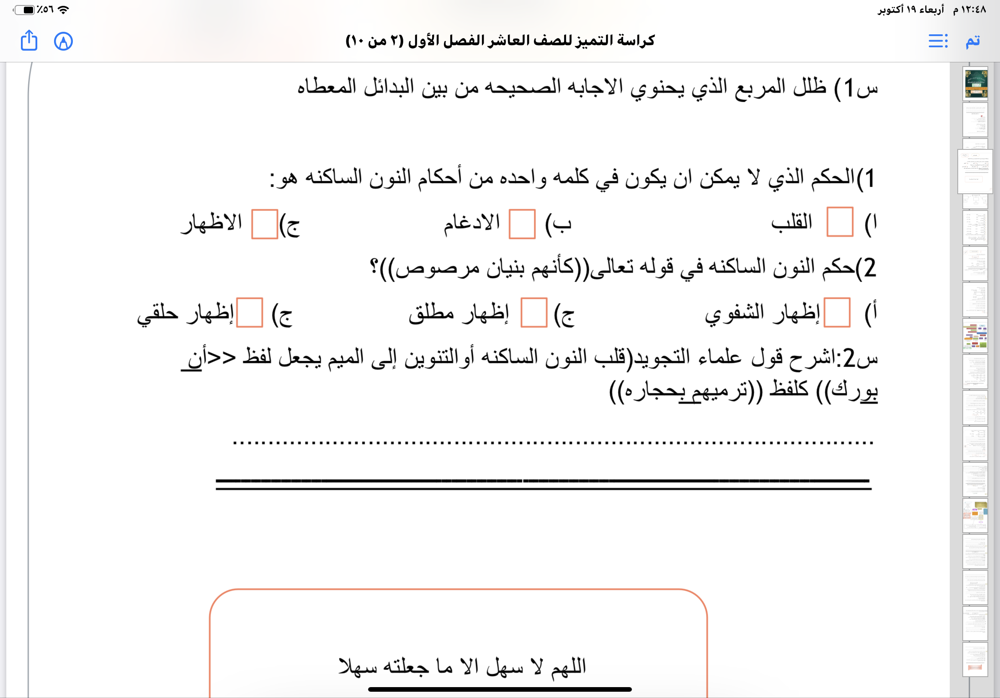 ١٢:٤٨ م أربعاء ١٩ أكتوبر
٥٦٪
تم
كراسة التميز للصف العاشر الفصل الأول (٢ من ١٠)
س1) ظلل المربع الذي يحنوي الاجابه الصحيحه من بين البدائل المعطاه
1)الحكم الذي لا يمكن ان يكون في كلمه واحده من أحكام النون الساكنه هو:
ا) القلب ب) الادغام ج) الاظهار
2)حكم النون الساكنه في قوله تعالى((كأنهم بنيان مرصوص))؟
أ) إظهار الشفوي ج) إظهار مطلق ج) إظهار حلقي
س2:اشرح قول علماء التجويد(قلب النون الساكنه أوالتنوين إلى الميم يجعل لفظ <<أن
بورك)) كلفظ ((ترميهم بحجاره))
اللهم لا سهل الا ما جعلته سهلا